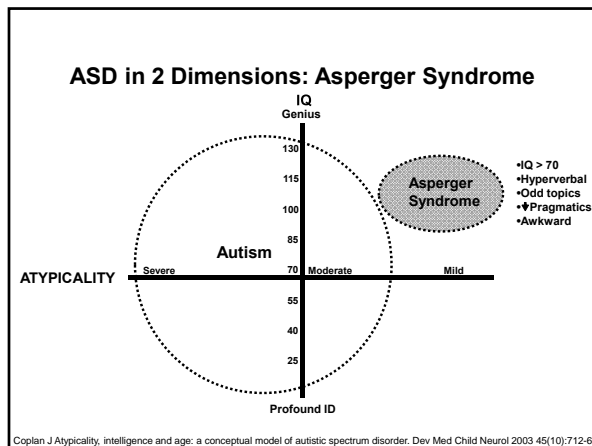 ASD in 2 Dimensions: Asperger Syndrome
IQ
Genius
130
115
100
85
70
55
40
25
Profound ID
ATYPICALITY
Severe
Moderate
Mild
Autism
Asperger
Syndrome
•IQ > 70
•Hyperverbal
•Odd topics
•🡇Pragmatics
•Awkward
Coplan J Atypicality, intelligence and age: a conceptual model of autistic spectrum disorder. Dev Med Child Neurol 2003 45(10):712-6